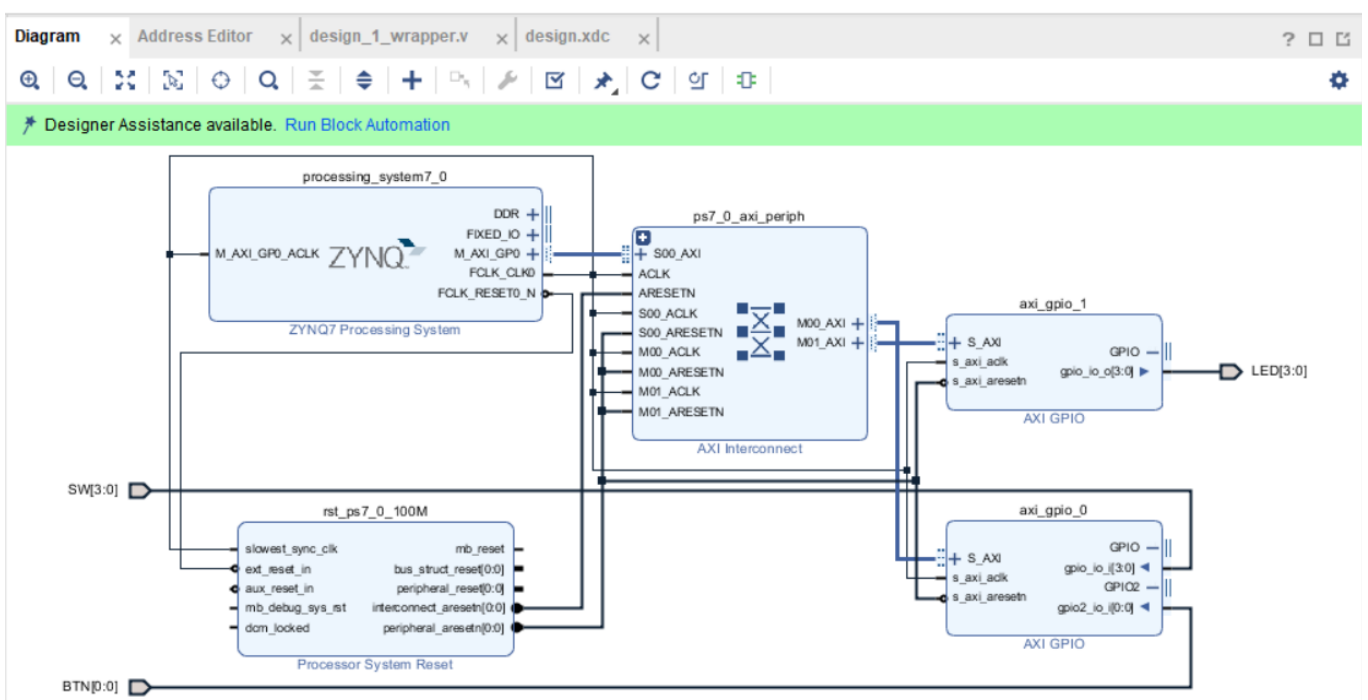 Diagram
Address Editor
design_1_wrapper.v
design.xdc
Designer Assistance available. Run Block Automation
processing_system7_0
DDR
FIXED_IO
M_AXI_GP0_ACLK
ZYNQ
M_AXI_GP0
FCLK_CLK0
FCLK_RESET0_N
ZYNQ7 Processing System
ps7_0_axi_periph
S00_AXI
ACLK
ARESETN
S00_ACLK
S00_ARESETN
M00_ACLK
M00_ARESETN
M01_ACLK
M01_ARESETN
M00_AXI
M01_AXI
AXI Interconnect
axi_gpio_1
S_AXI
s_axi_aclk
s_axi_aresetn
GPIO
gpio_io_o[3:0]
AXI GPIO
LED[3:0]
SW[3:0]
rst_ps7_0_100M
slowest_sync_clk
ext_reset_in
aux_reset_in
mb_debug_sys_rst
dcm_locked
mb_reset
bus_struct_reset[0:0]
peripheral_reset[0:0]
interconnect_aresetn[0:0]
peripheral_aresetn[0:0]
Processor System Reset
axi_gpio_0
S_AXI
s_axi_aclk
s_axi_aresetn
GPIO
gpio_io_i[3:0]
GPIO2
gpio2_io_i[0:0]
AXI GPIO
BTN[0:0]